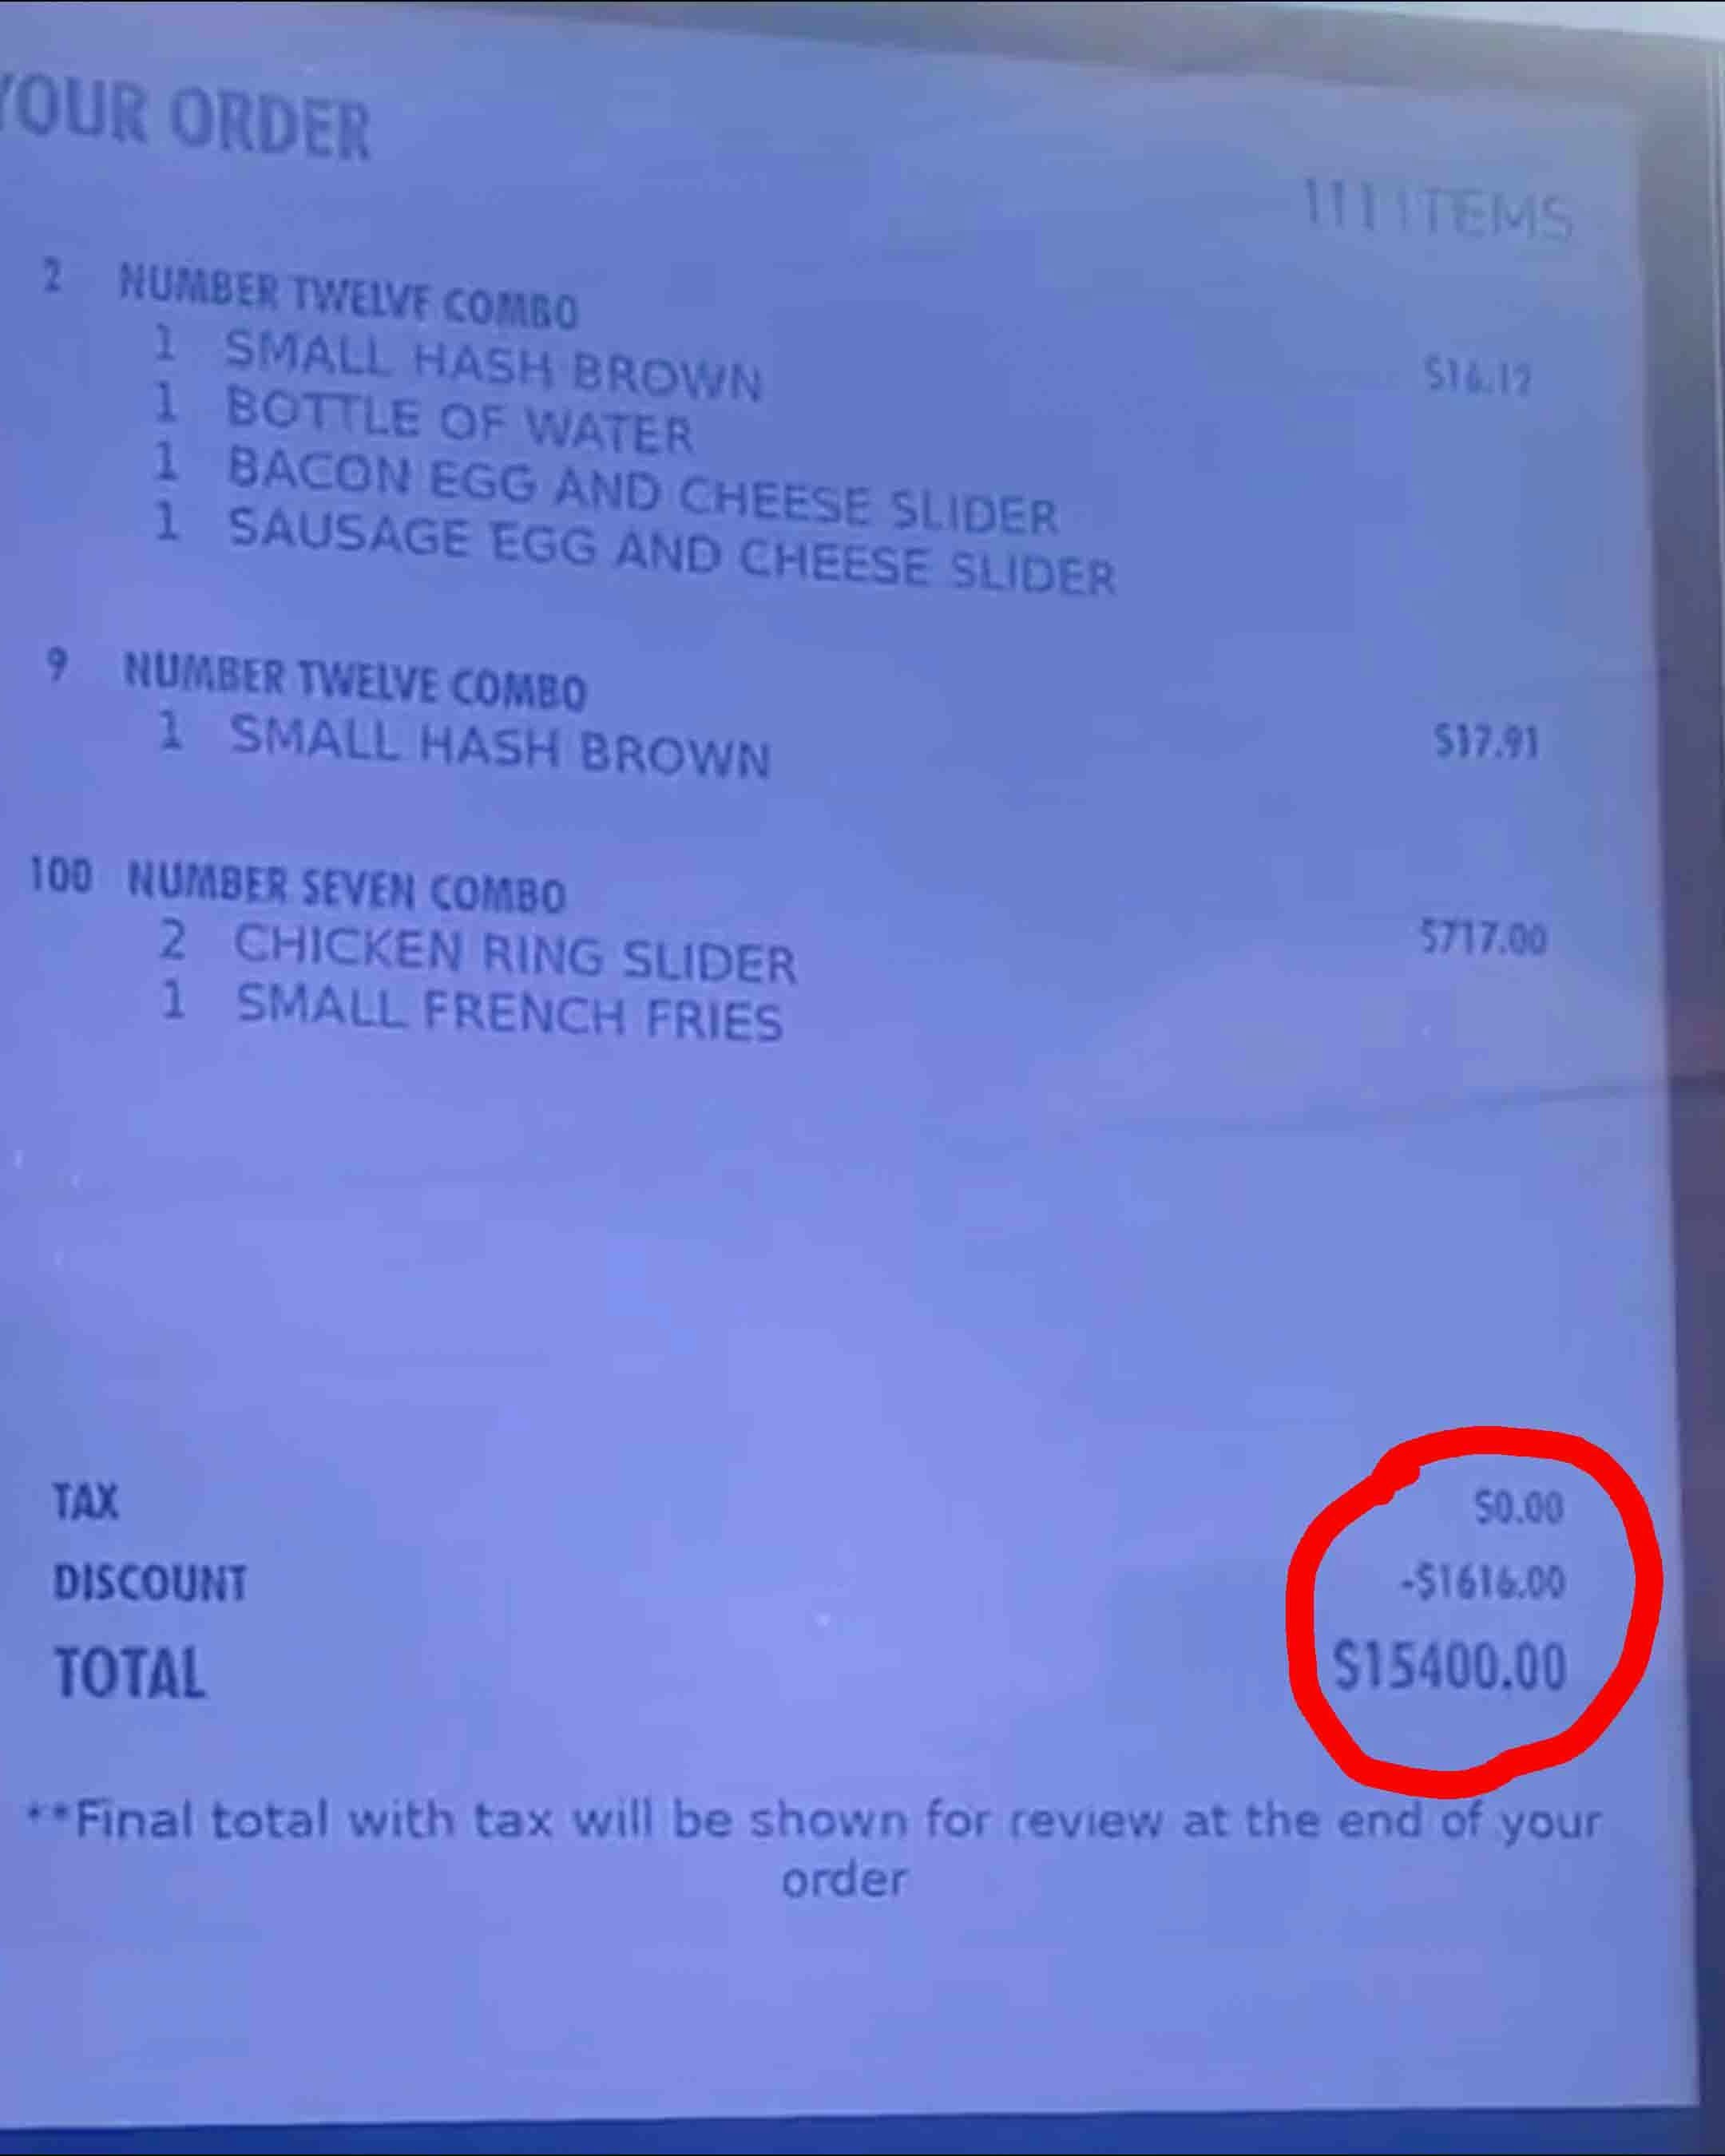 YOUR ORDER
111 ITEMS
2 NUMBER TWELVE COMBO
$16.12
1 SMALL HASH BROWN
1 BOTTLE OF WATER
1 BACON EGG AND CHEESE SLIDER
1 SAUSAGE EGG AND CHEESE SLIDER
9 NUMBER TWELVE COMBO
$17.91
1 SMALL HASH BROWN
100 NUMBER SEVEN COMBO
$717.00
2 CHICKEN RING SLIDER
1 SMALL FRENCH FRIES
TAX $0.00
DISCOUNT -$1616.00
TOTAL $15400.00
**Final total with tax will be shown for review at the end of your
order